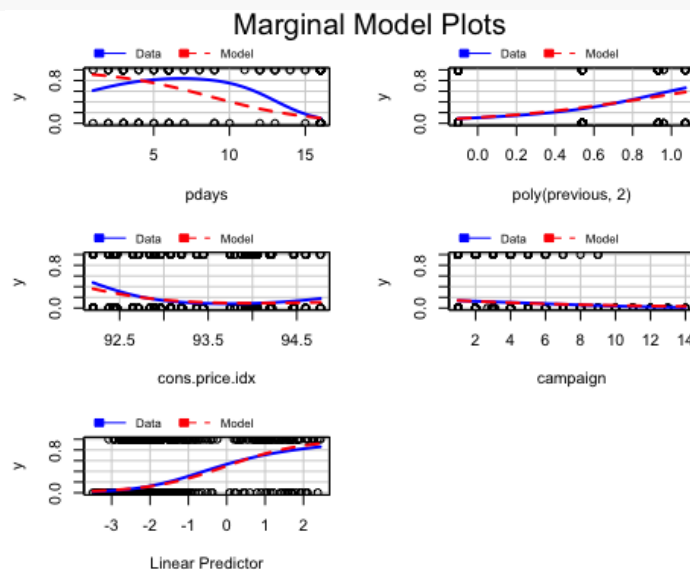 Marginal Model Plots
Data Model
y
0.0 0.8
5 10 15
pdays
Data Model
y
0.0 0.8
0.0 0.2 0.4 0.6 0.8 1.0
poly(previous, 2)
Data Model
y
0.0 0.8
92.5 93.5 94.5
cons.price.idx
Data Model
y
0.0 0.8
2 4 6 8 10 12 14
campaign
Data Model
y
0.0 0.8
-3 -2 -1 0 1 2
Linear Predictor